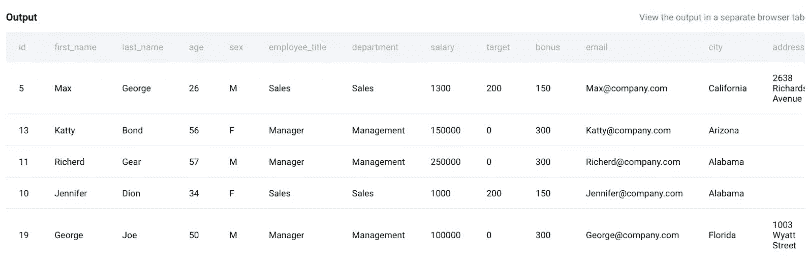 Output View the output in a separate browser tab
id first_name last_name age sex employee_title department salary target bonus email city address
5 Max George 26 M Sales Sales 1300 200 150 Max@company.com California 2638 Richards Avenue
13 Katty Bond 56 F Manager Management 150000 0 300 Katty@company.com Arizona
11 Richerd Gear 57 M Manager Management 250000 0 300 Richerd@company.com Alabama
10 Jennifer Dion 34 F Sales Sales 1000 200 150 Jennifer@company.com Alabama
19 George Joe 50 M Manager Management 100000 0 300 George@company.com Florida 1003 Wyatt Street